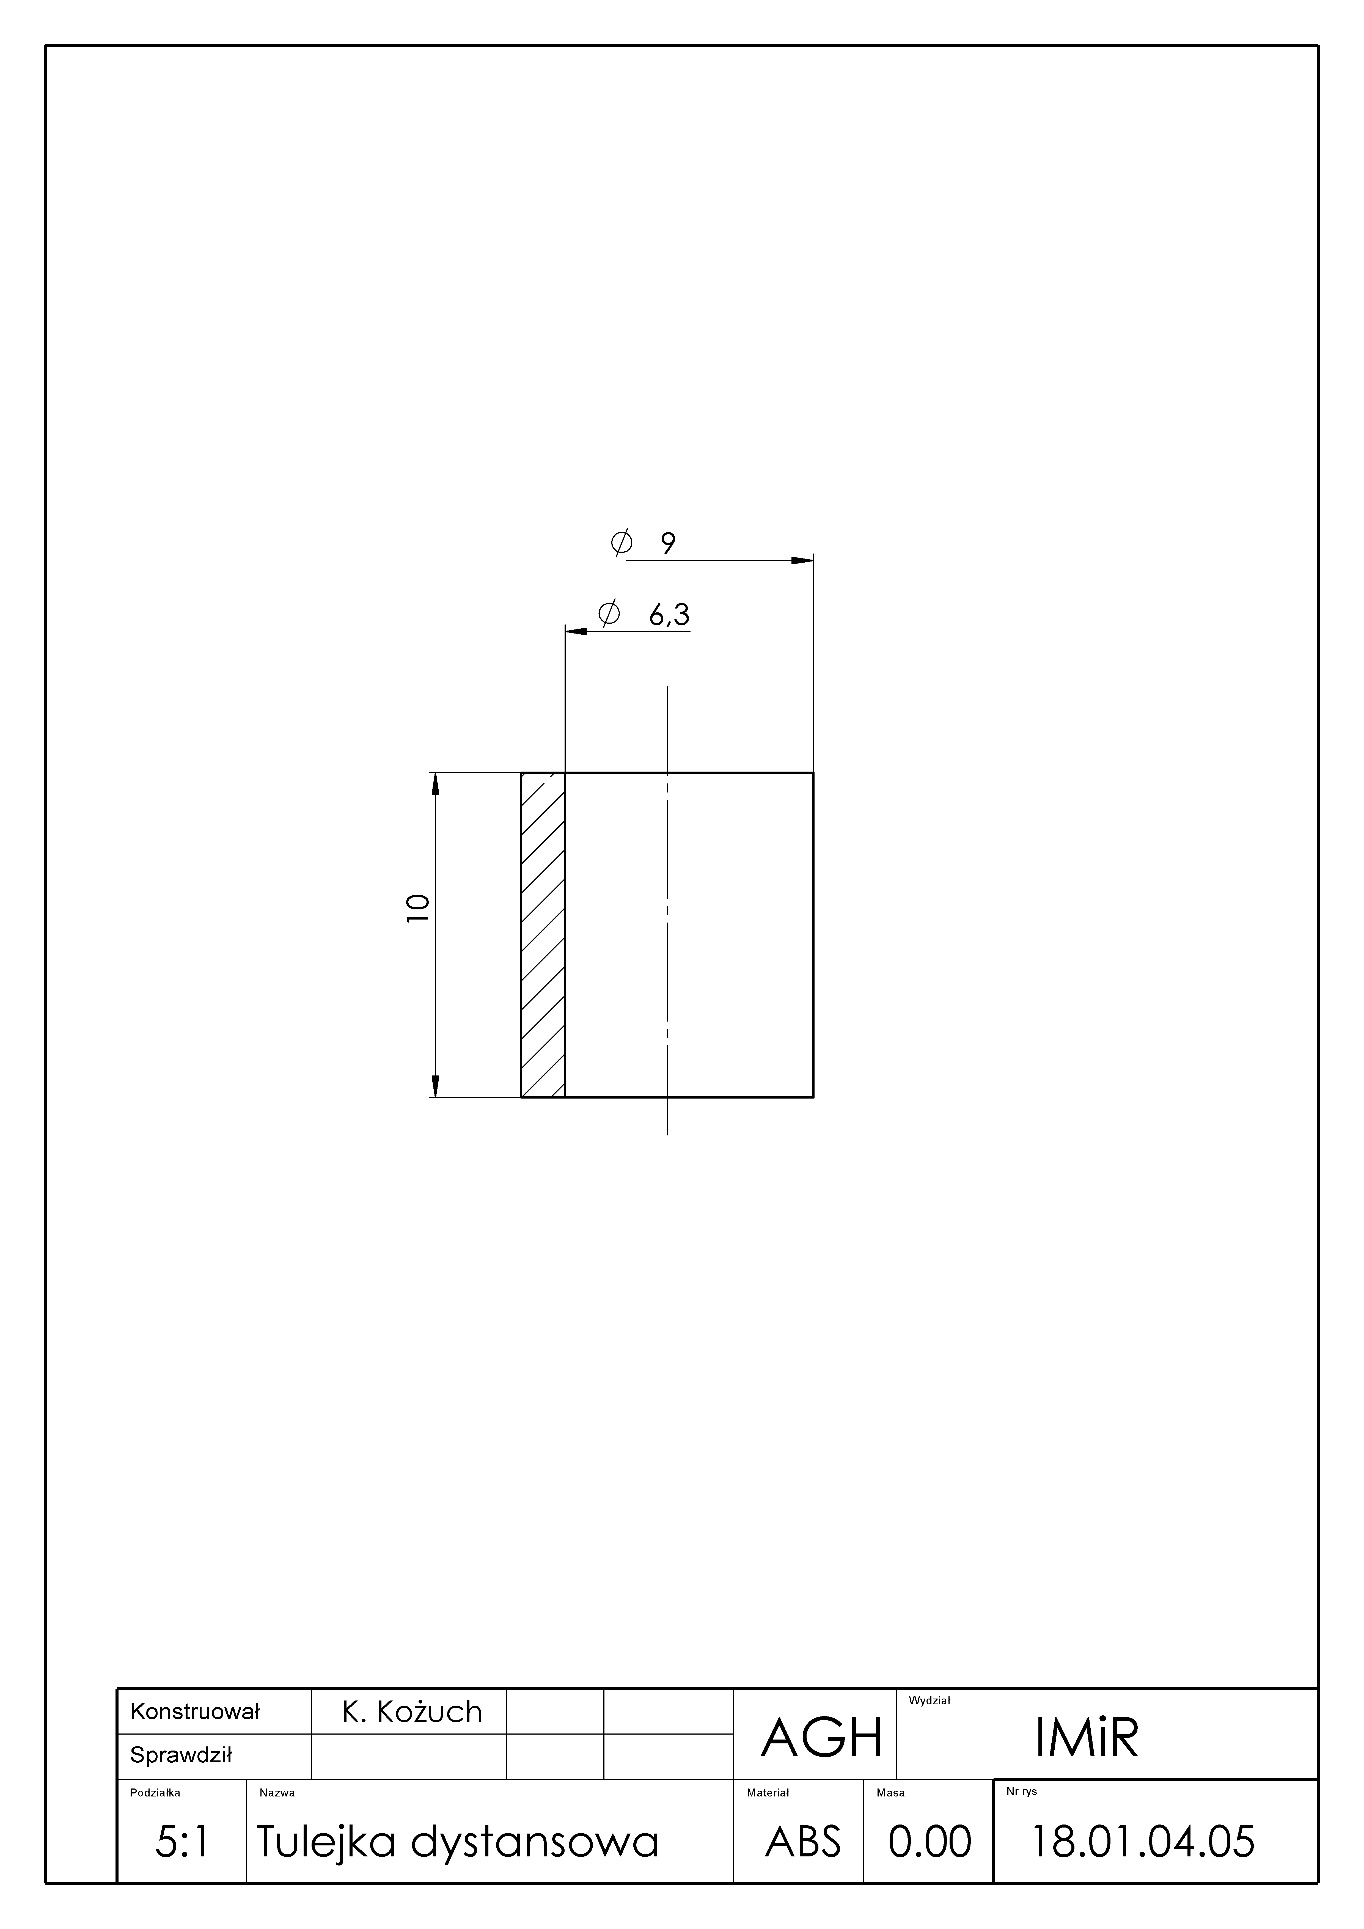 ⌀ 9
⌀ 6,3
10
Konstruował K. Kożuch
Sprawdził
AGH
Wydział
IMiR
Podziałka
5:1
Nazwa
Tulejka dystansowa
Materiał
ABS
Masa
0.00
Nr rys
18.01.04.05